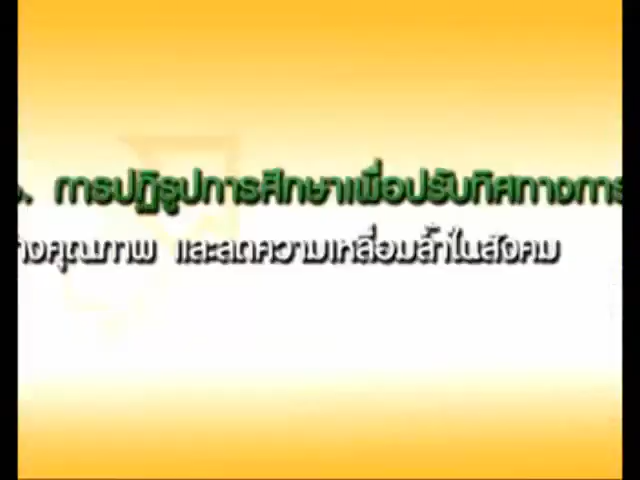 . การปฏิรูปการศึกษาเพื่อปรับทิศทางการ
างคุณภาพ และลดความเหลื่อมล้ำในสังคม